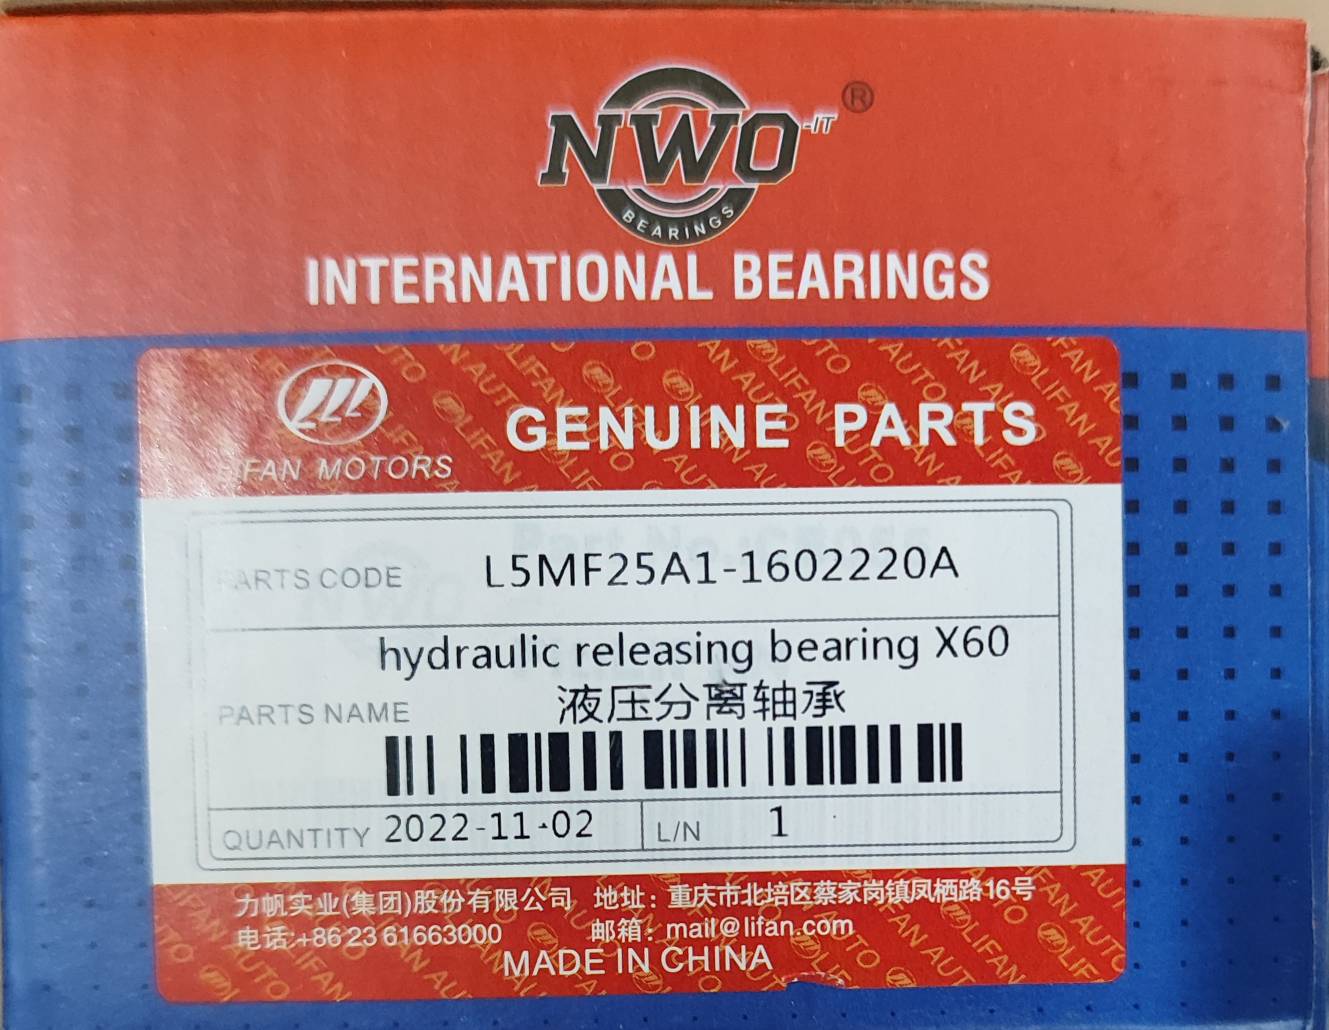 NWO-IT ®
BEARINGS
INTERNATIONAL BEARINGS
LIFAN MOTORS
GENUINE PARTS
PARTS CODE L5MF25A1-1602220A
hydraulic releasing bearing X60
PARTS NAME 液压分离轴承
QUANTITY 2022-11-02 L/N 1
力帆实业(集团)股份有限公司 地址：重庆市北培区蔡家岗镇凤栖路16号
电话:+86 23 61663000 邮箱：mail@lifan.com
MADE IN CHINA